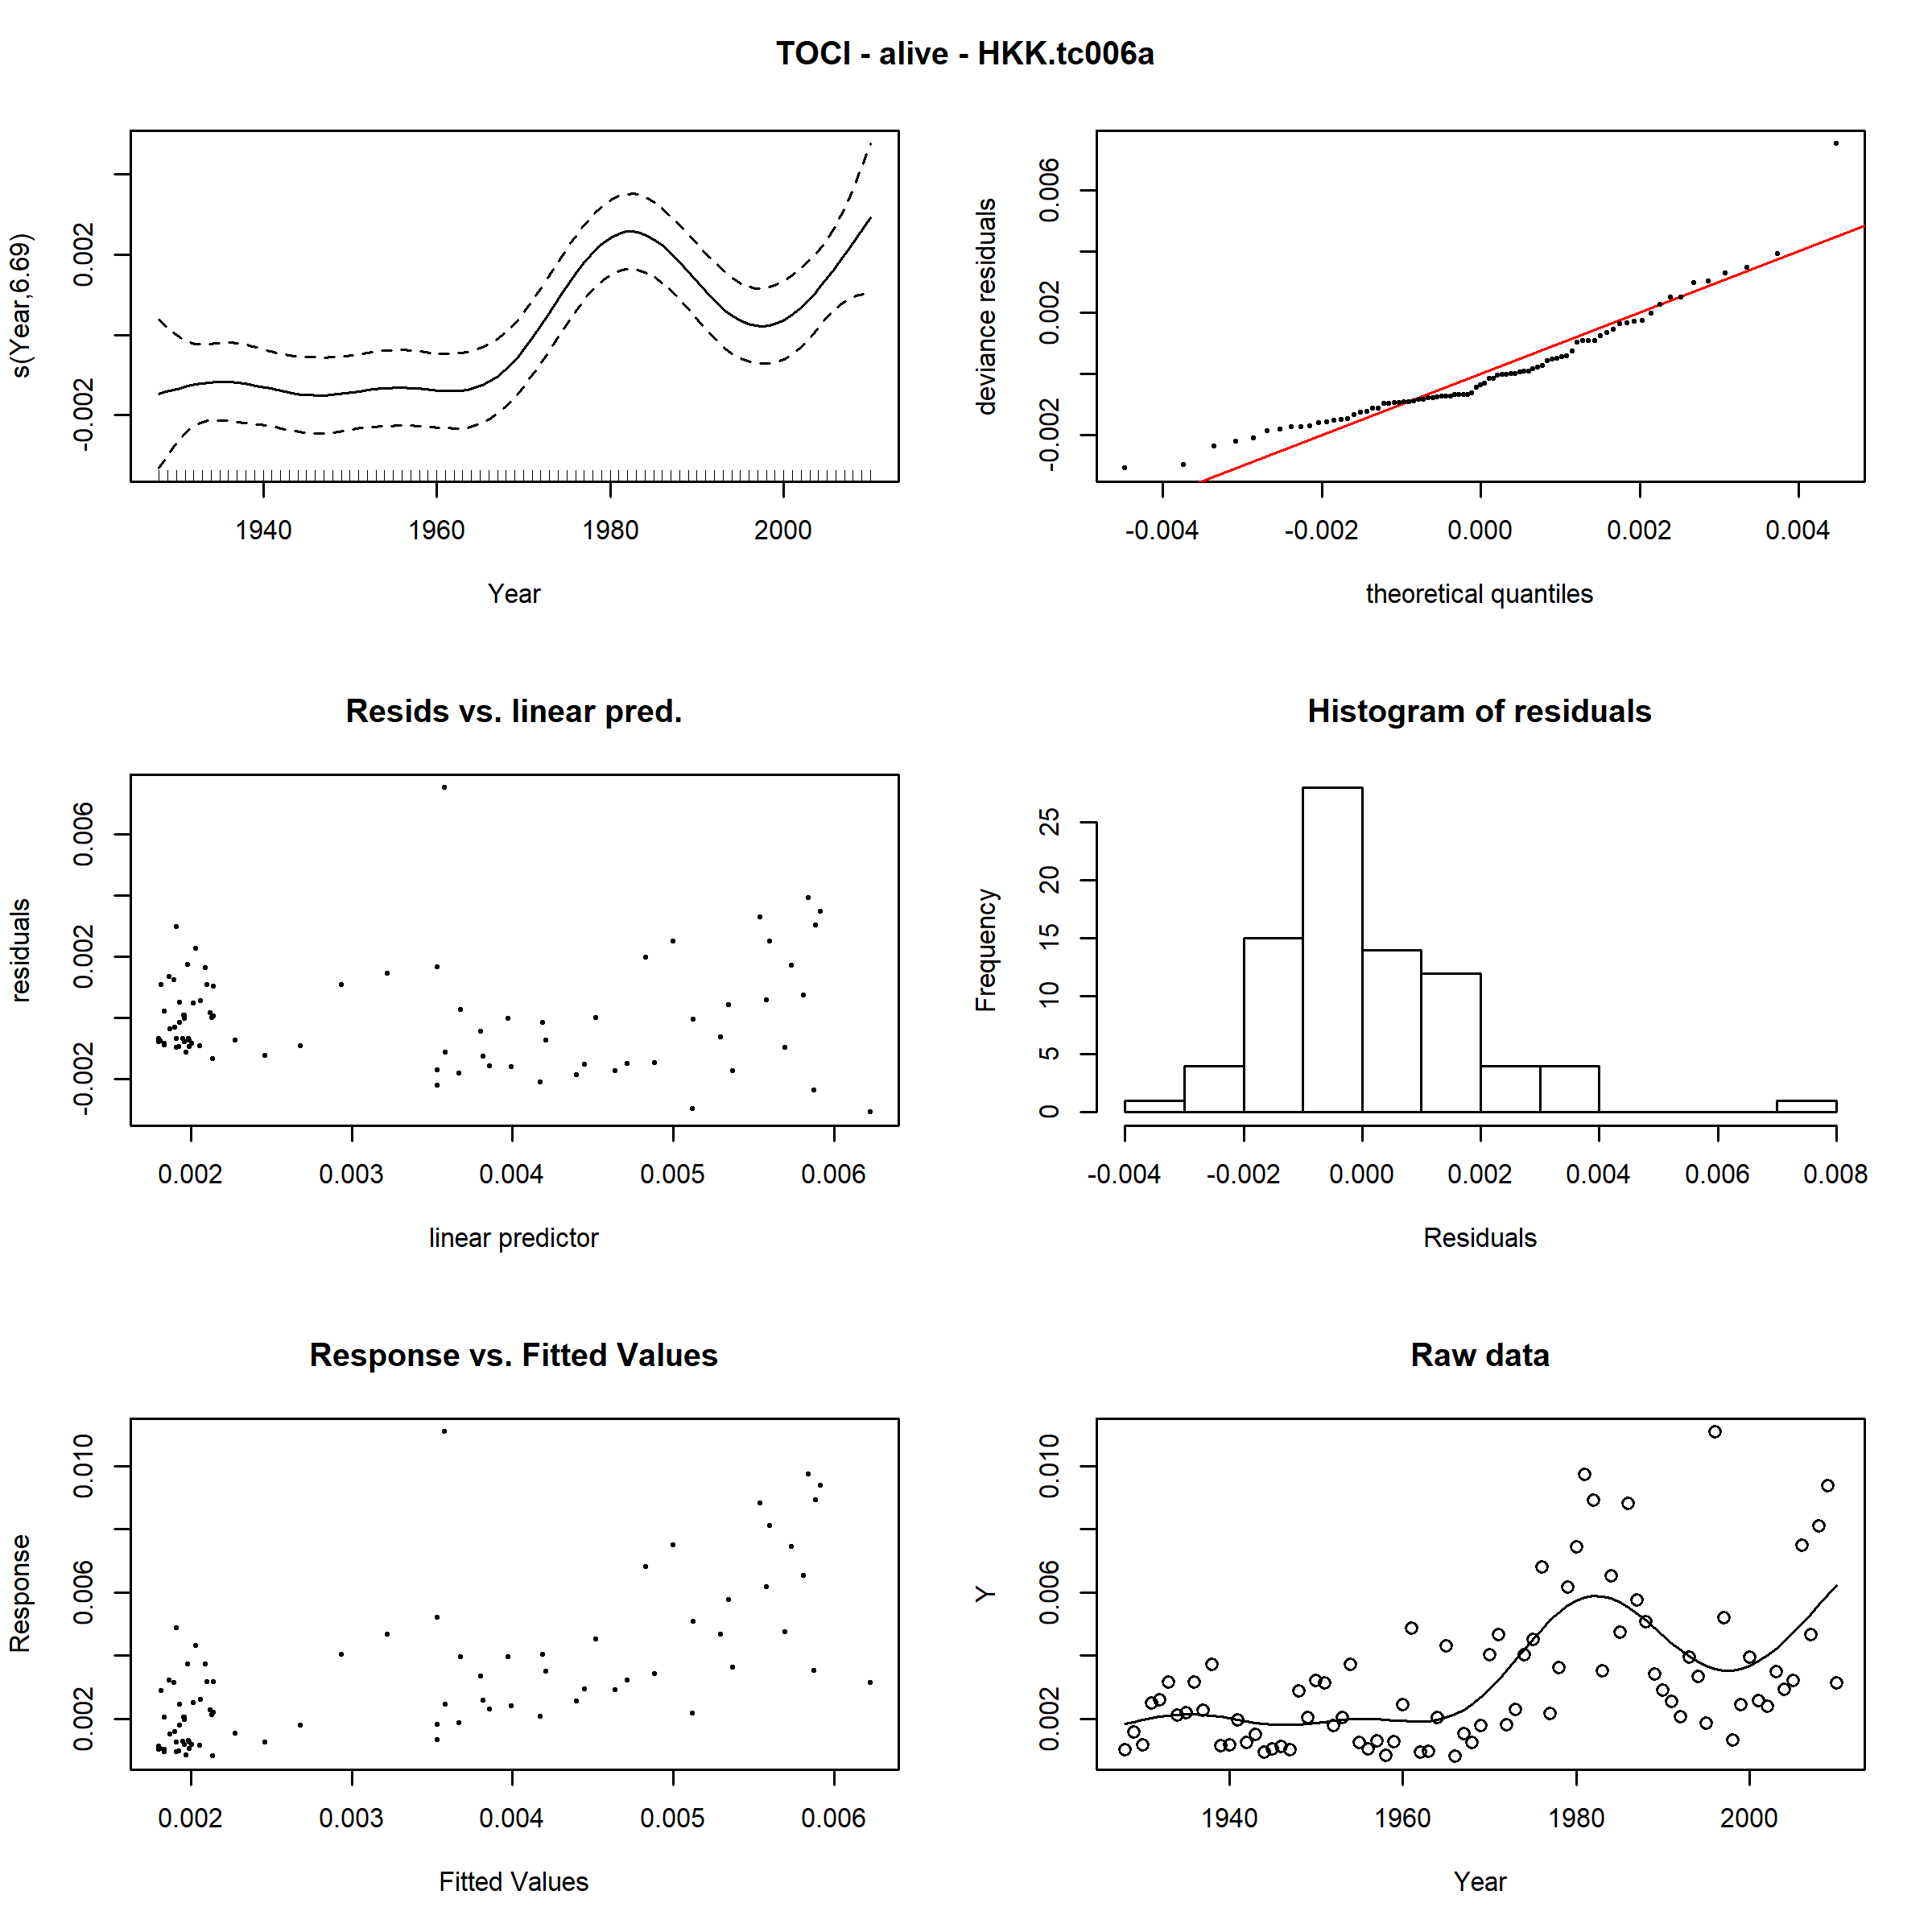 TOCI - alive - HKK.tc006a
s(Year,6.69)
-0.002
0.002
1940
1960
1980
2000
Year
deviance residuals
-0.002
0.002
0.006
-0.004
-0.002
0.000
0.002
0.004
theoretical quantiles
Resids vs. linear pred.
residuals
-0.002
0.002
0.006
0.002
0.003
0.004
0.005
0.006
linear predictor
Histogram of residuals
Frequency
0
5
10
15
20
25
-0.004
-0.002
0.000
0.002
0.004
0.006
0.008
Residuals
Response vs. Fitted Values
Response
0.002
0.006
0.010
0.002
0.003
0.004
0.005
0.006
Fitted Values
Raw data
Y
0.002
0.006
0.010
1940
1960
1980
2000
Year